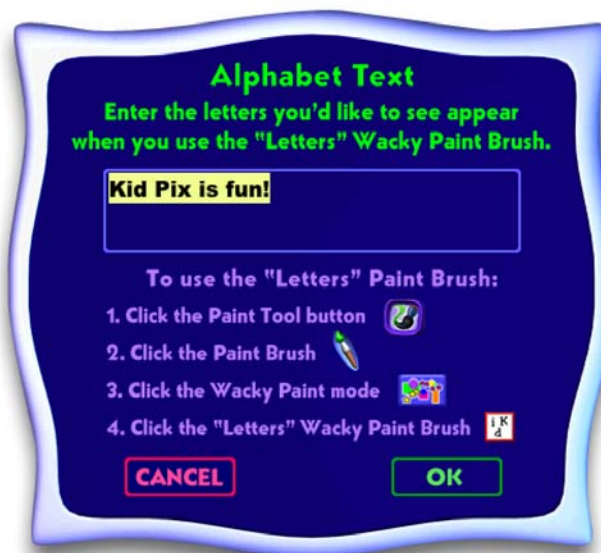 Alphabet Text
Enter the letters you'd like to see appear
when you use the "Letters" Wacky Paint Brush.
Kid Pix is fun!
To use the "Letters" Paint Brush:
1. Click the Paint Tool button
2. Click the Paint Brush
3. Click the Wacky Paint mode
4. Click the "Letters" Wacky Paint Brush
i K
d
CANCEL
OK